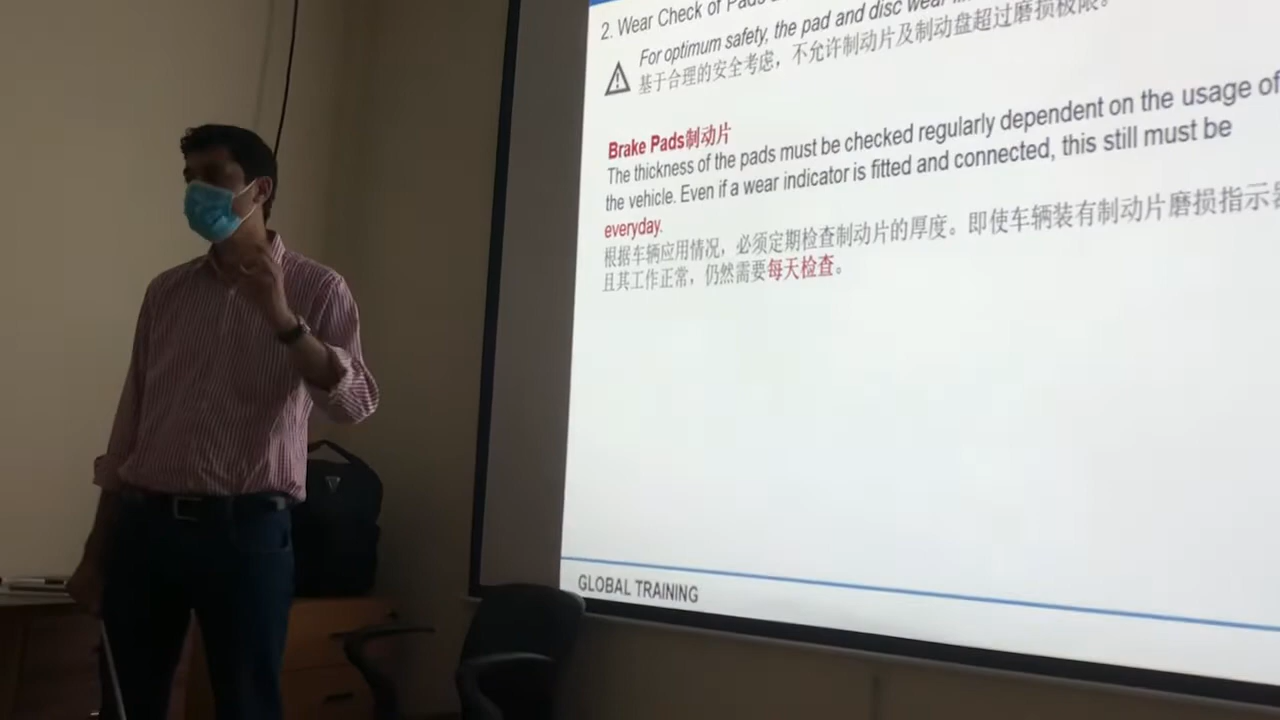 2. Wear Check of Pads
For optimum safety, the pad and disc wear
基于合理的安全考虑，不允许制动片及制动盘超过磨损极限。
Brake Pads制动片
The thickness of the pads must be checked regularly dependent on the usage of
the vehicle. Even if a wear indicator is fitted and connected, this still must be
everyday.
根据车辆应用情况，必须定期检查制动片的厚度。即使车辆装有制动片磨损指示
且其工作正常，仍然需要每天检查。
GLOBAL TRAINING